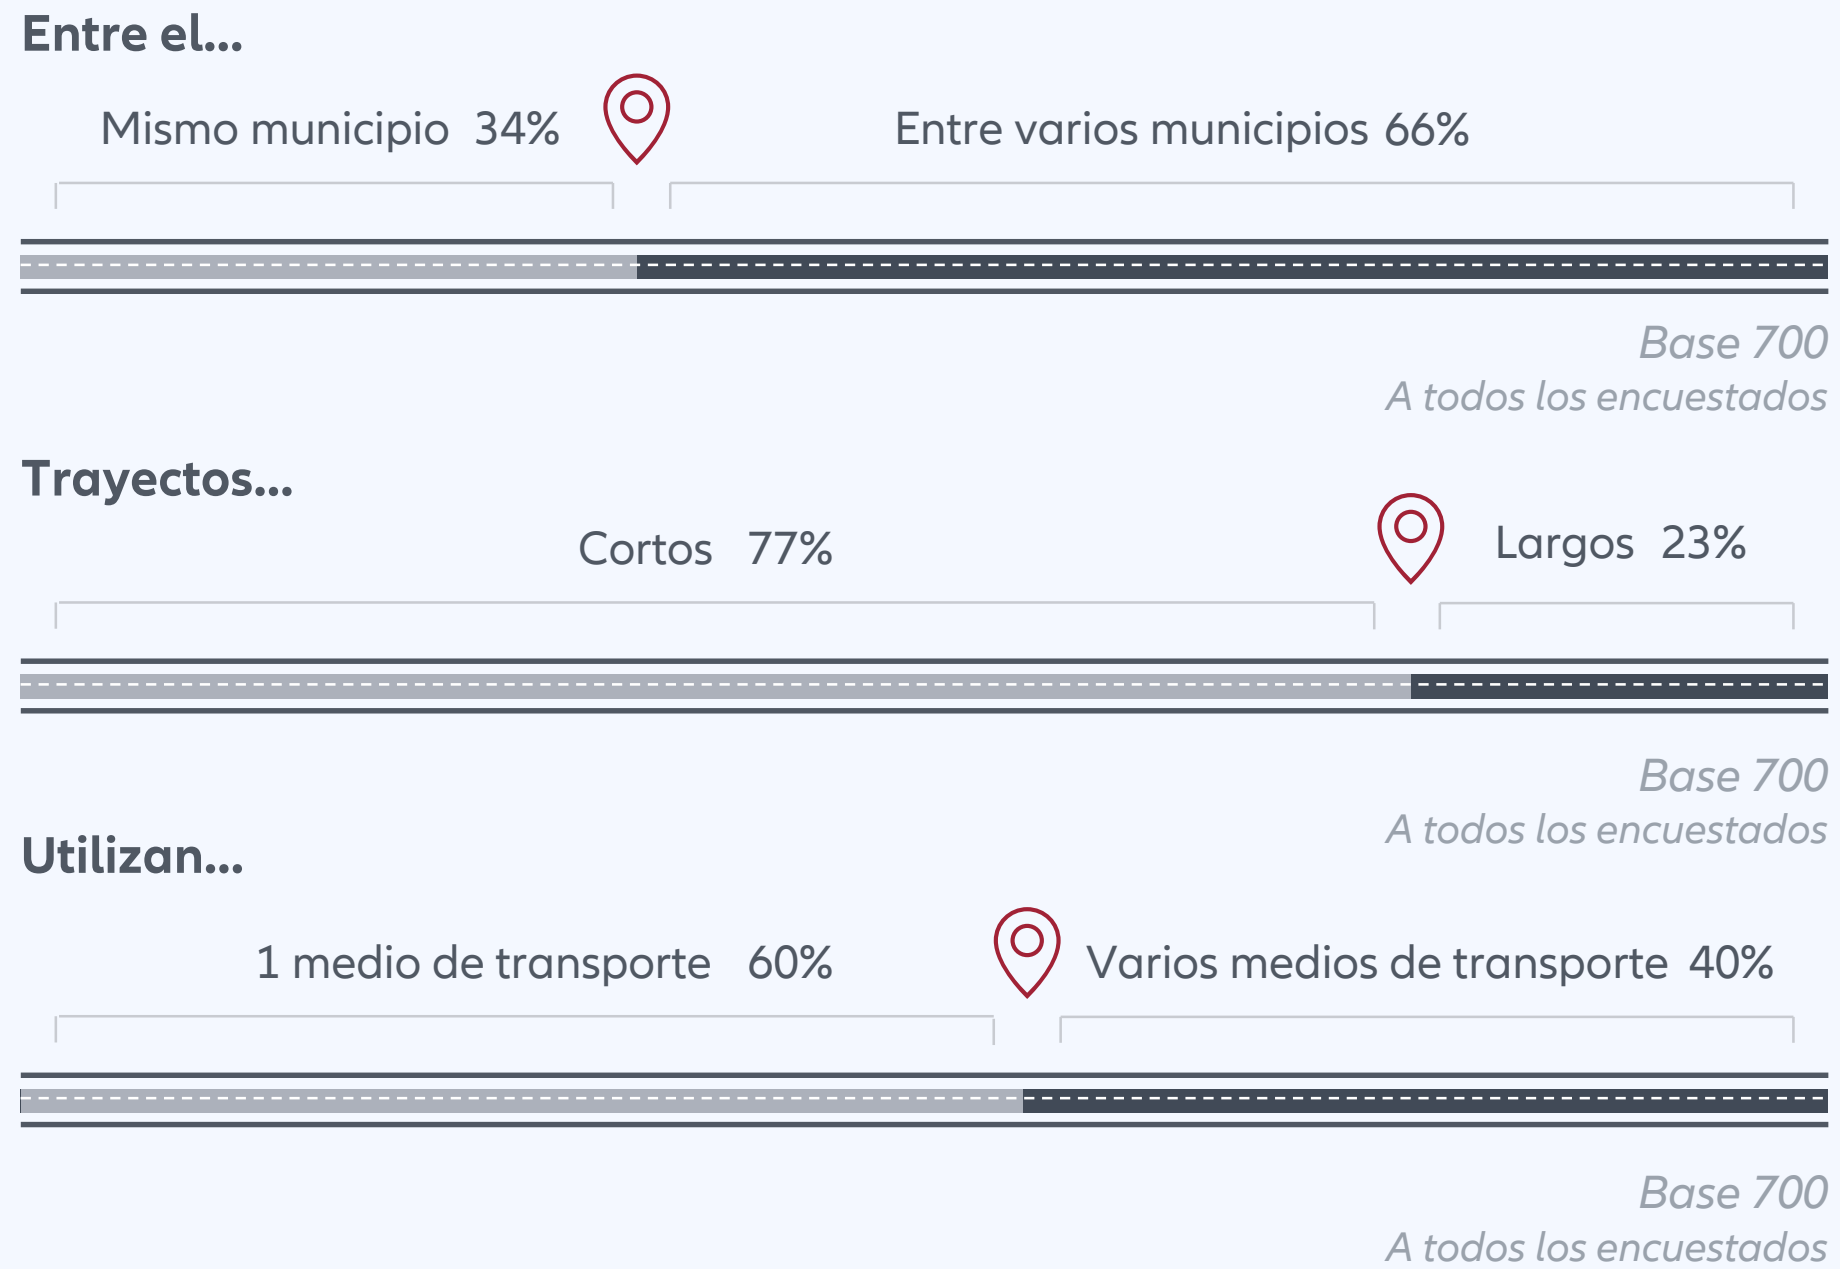 Entre el...
Mismo municipio 34% Entre varios municipios 66%
Base 700
A todos los encuestados
Trayectos...
Cortos 77% Largos 23%
Base 700
A todos los encuestados
Utilizan...
1 medio de transporte 60% Varios medios de transporte 40%
Base 700
A todos los encuestados